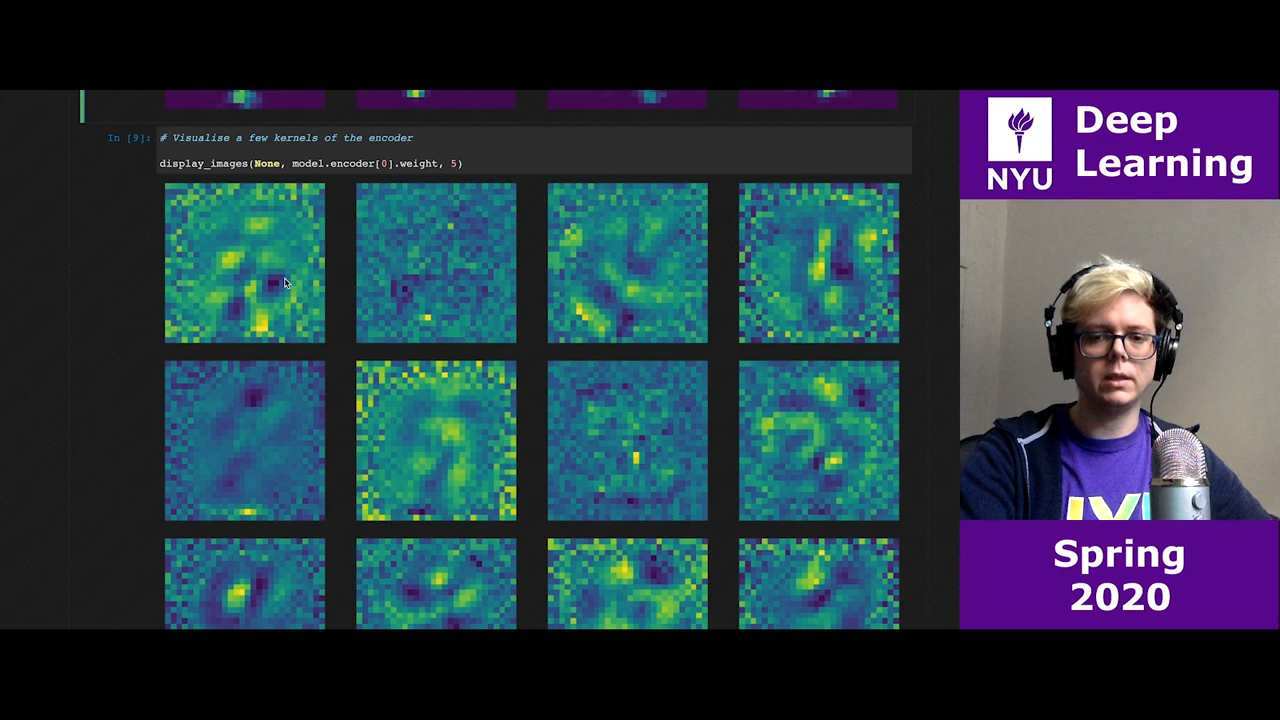 In [9]: # Visualise a few kernels of the encoder
display_images(None, model.encoder[0].weight, 5)
NYU
Deep
Learning
Spring
2020